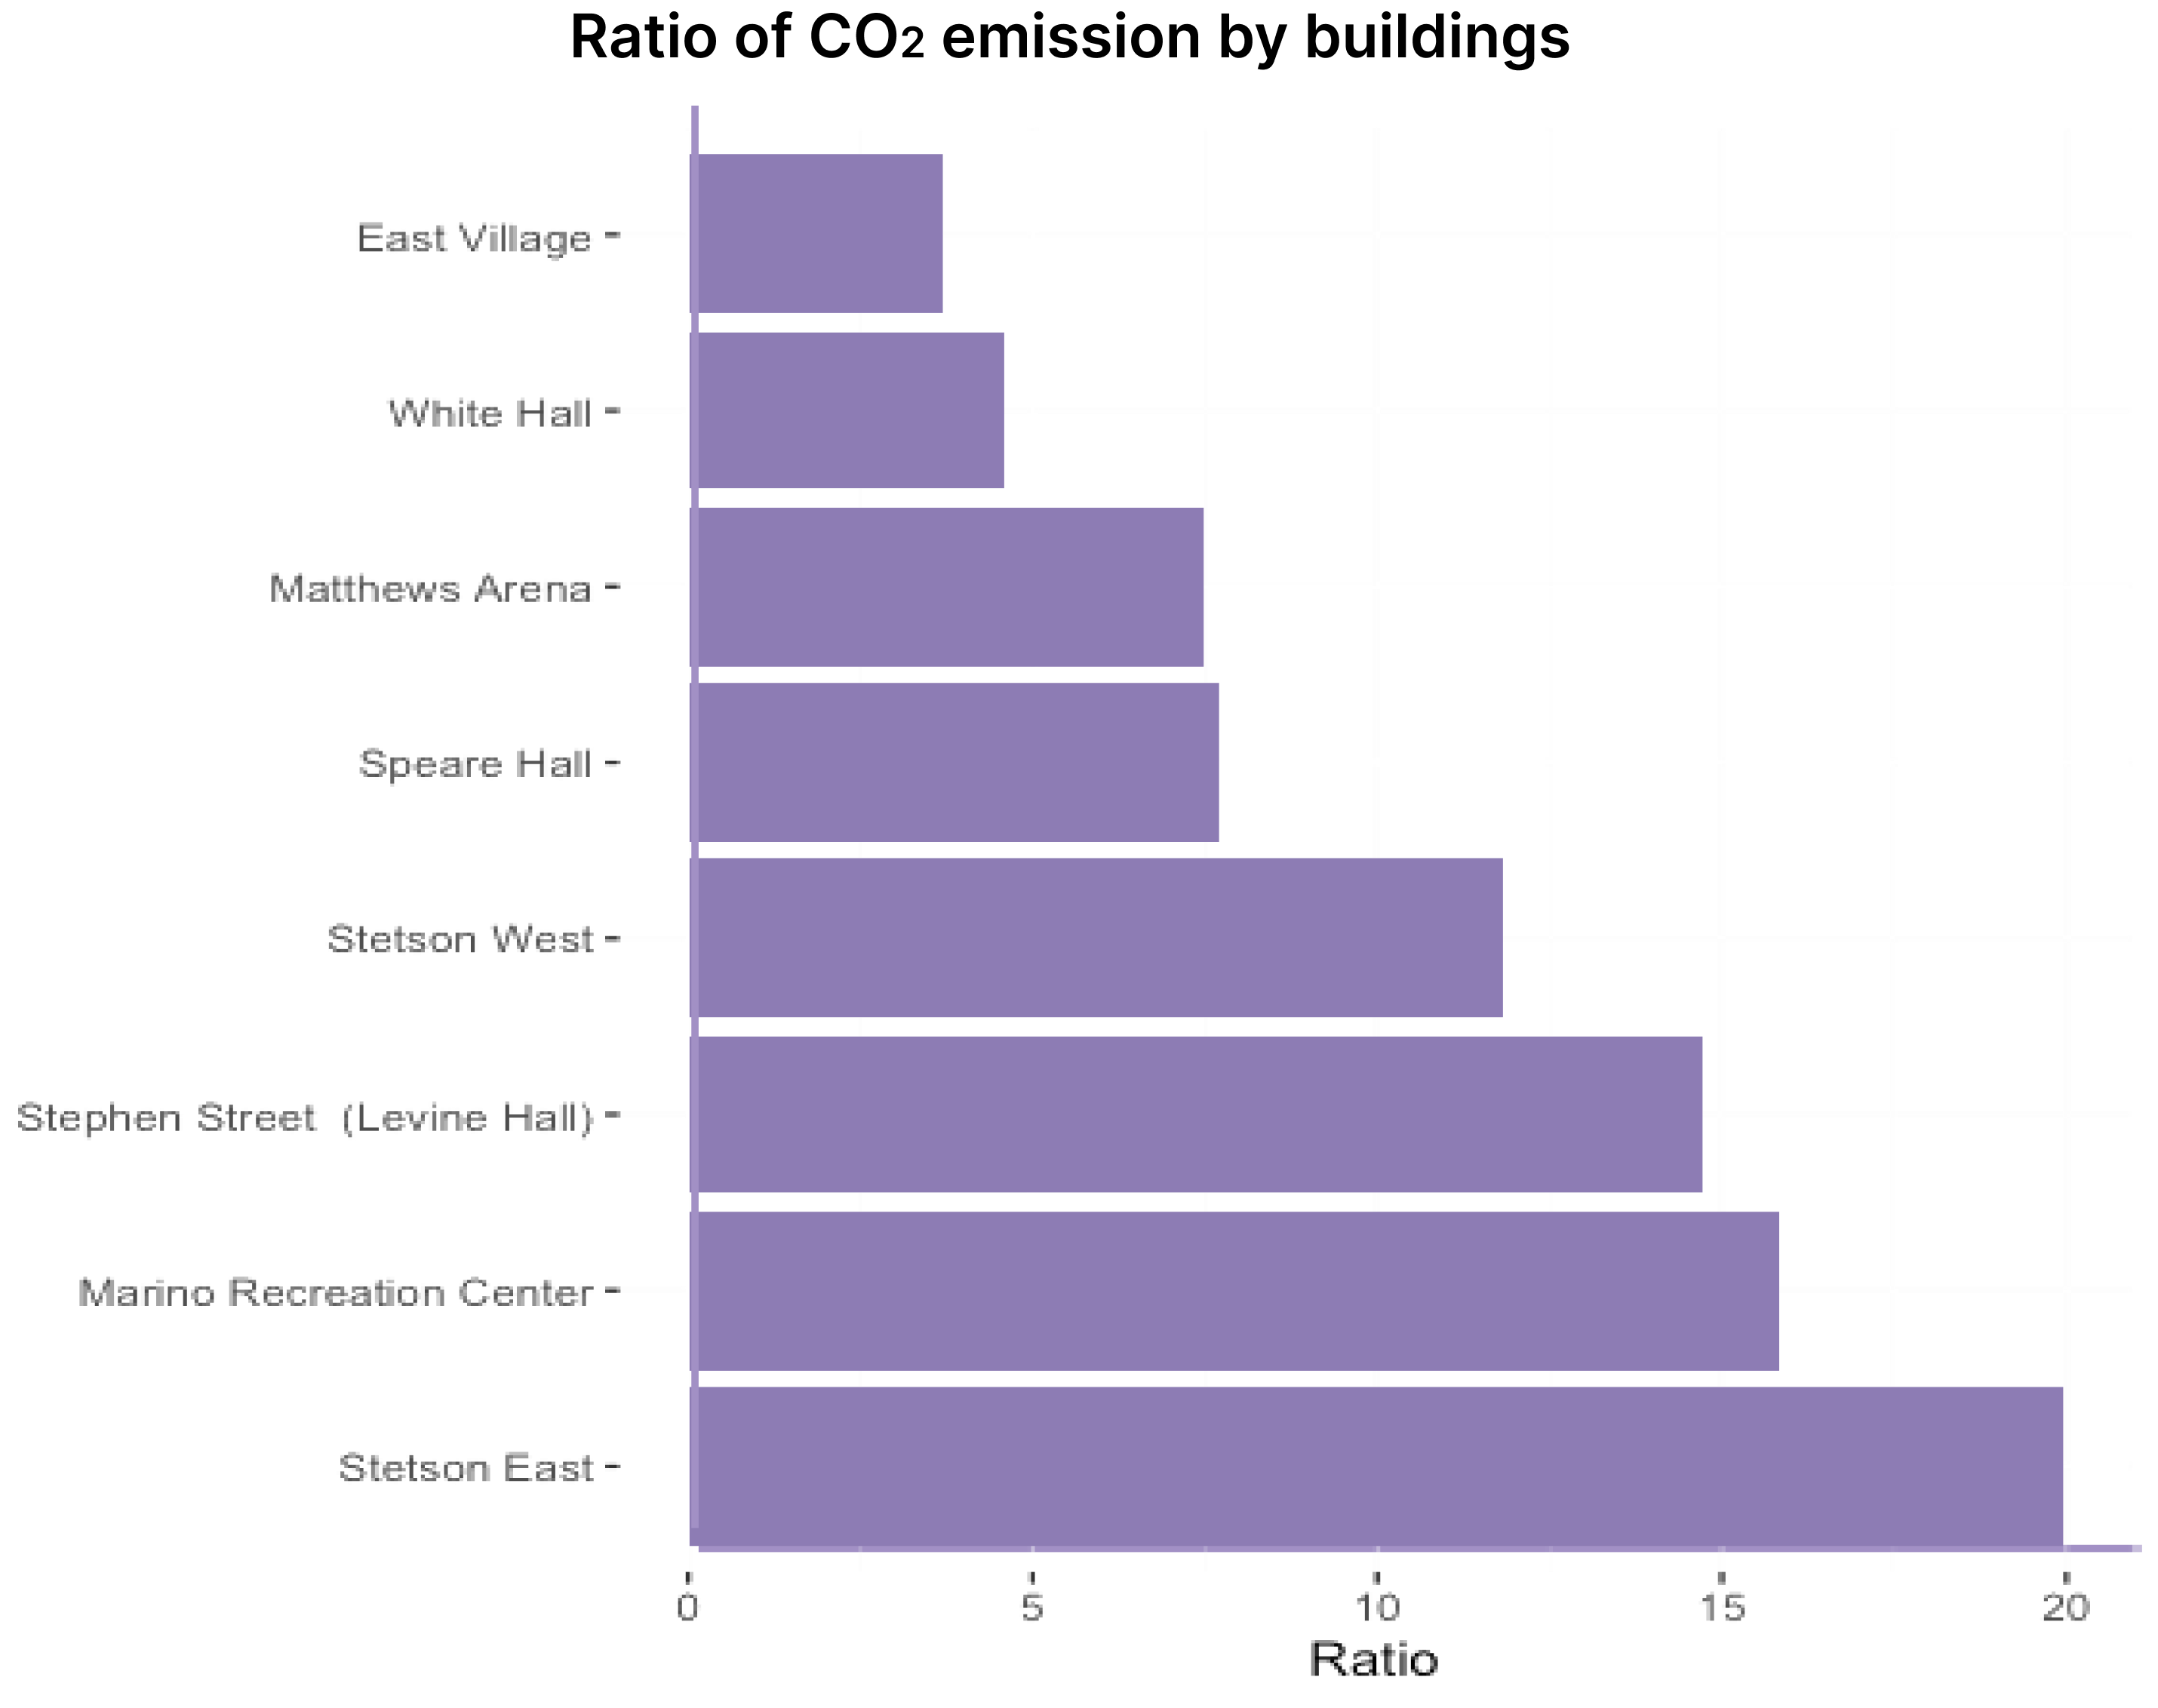 Ratio of CO2 emission by buildings
East Village
White Hall
Matthews Arena
Speare Hall
Stetson West
Stephen Street (Levine Hall)
Marino Recreation Center
Stetson East
0 5 10 15 20
Ratio